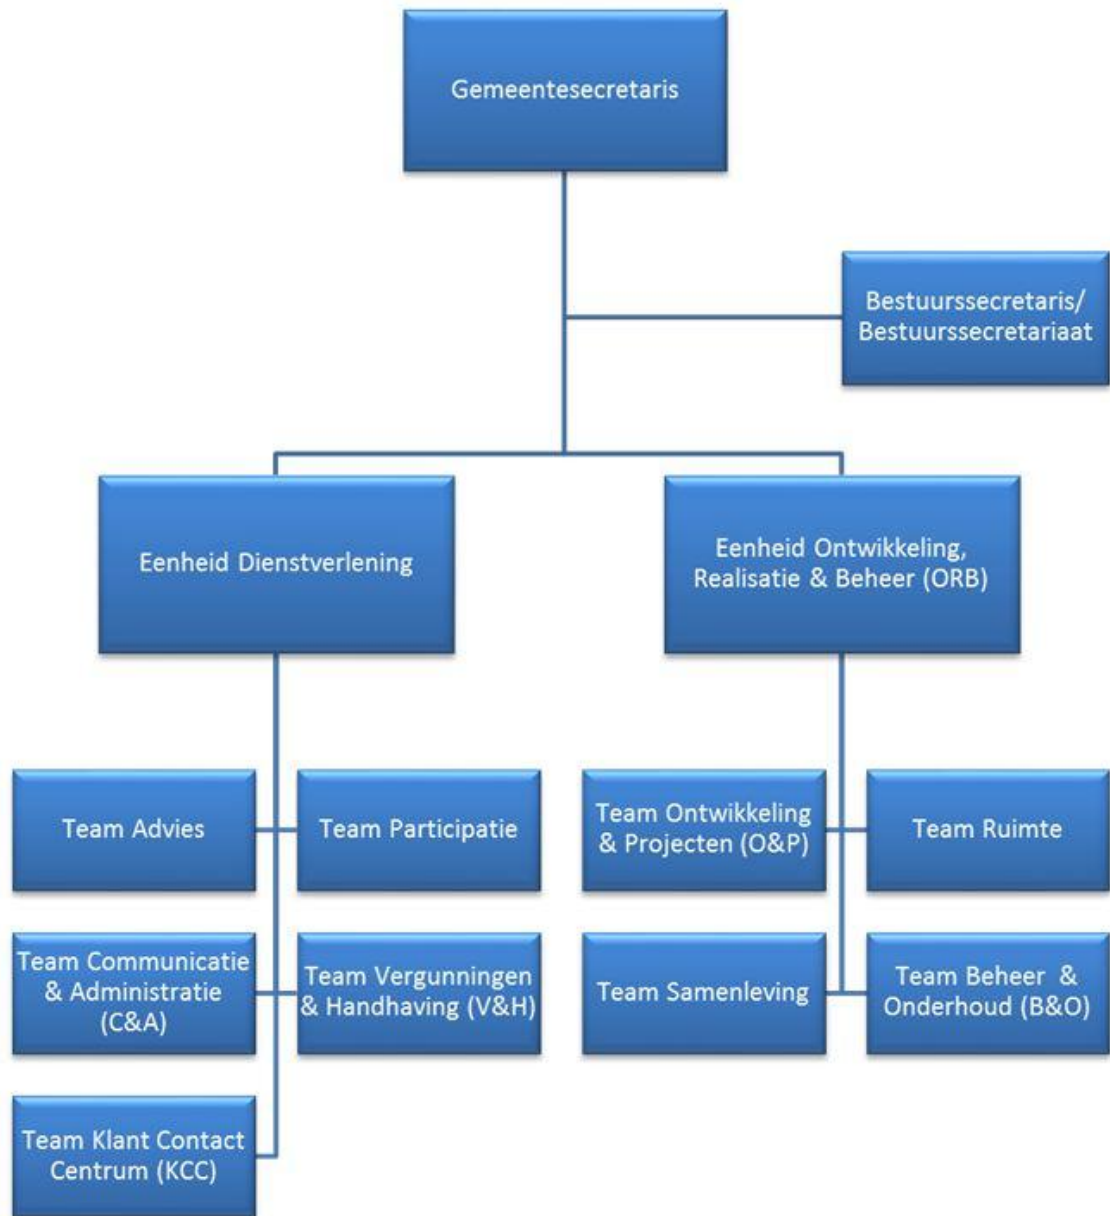 Gemeentesecretaris
Bestuurssecretaris/
Bestuurssecretariaat
Eenheid Dienstverlening
Eenheid Ontwikkeling,
Realisatie & Beheer (ORB)
Team Advies
Team Participatie
Team Ontwikkeling
& Projecten (O&P)
Team Ruimte
Team Communicatie
& Administratie
(C&A)
Team Vergunningen
& Handhaving (V&H)
Team Samenleving
Team Beheer &
Onderhoud (B&O)
Team Klant Contact
Centrum (KCC)